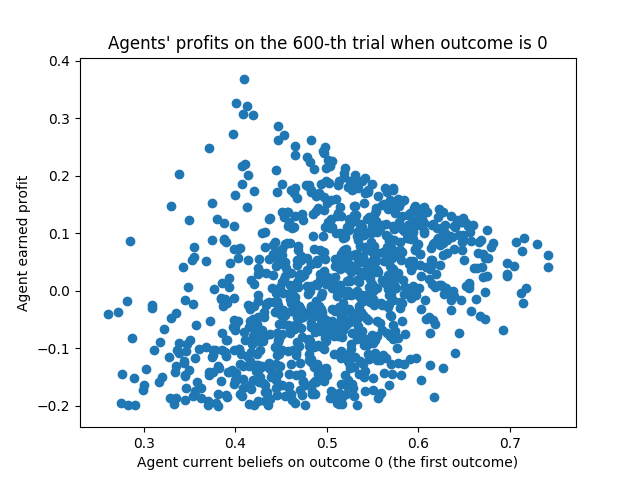 Agents' profits on the 600-th trial when outcome is 0
0.4
0.3
0.2
0.1
0.0
−0.1
−0.2
Agent earned profit
0.3 0.4 0.5 0.6 0.7
Agent current beliefs on outcome 0 (the first outcome)